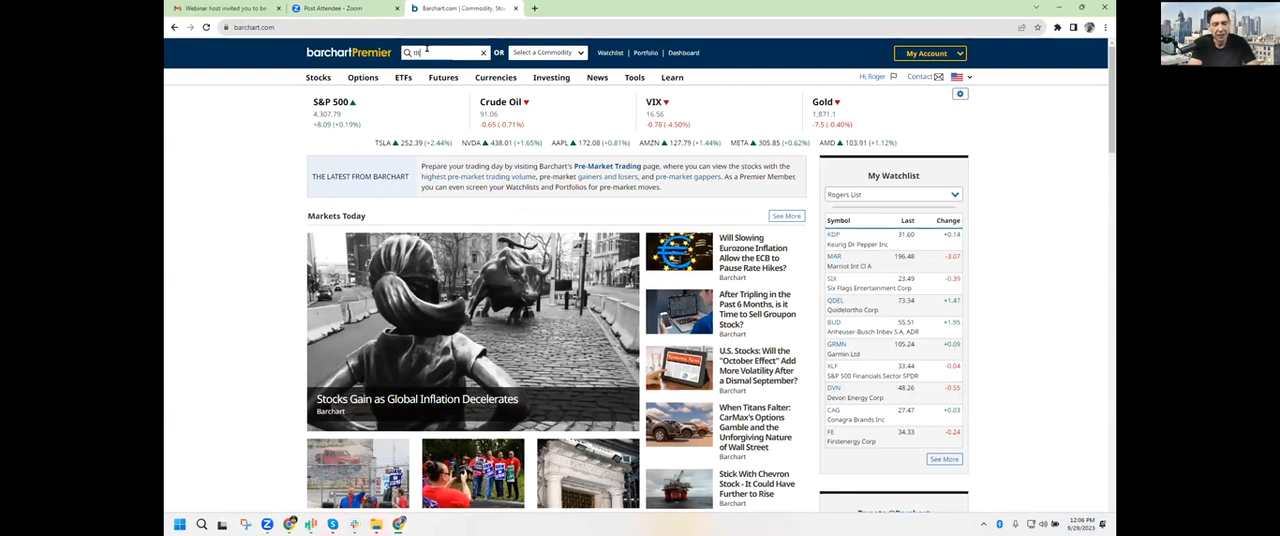 Webinar host invited you to be
Post Attendee - Zoom
Barchart.com | Commodity, Stoc
barchart.com
barchartPremier
OR
Select a Commodity
Watchlist
Portfolio
Dashboard
My Account
Stocks
Options
ETFs
Futures
Currencies
Investing
News
Tools
Learn
Hi, Roger
Contact
S&P 500
4,307.79
+8.09 (+0.19%)
Crude Oil
91.06
-0.65 (-0.71%)
VIX
16.56
-0.78 (-4.50%)
Gold
1,871.1
-7.5 (-0.40%)
TSLA 252.39 (+2.44%) NVDA 438.01 (+1.65%) AAPL 172.08 (+0.81%) AMZN 127.79 (+1.44%) META 305.85 (+0.62%) AMD 103.91 (+1.12%)
THE LATEST FROM BARCHART
Prepare your trading day by visiting Barchart's Pre-Market Trading page, where you can view the stocks with the
highest pre-market trading volume, pre-market gainers and losers, and pre-market gappers. As a Premier Member,
you can even screen your Watchlists and Portfolios for pre-market moves.
Markets Today
See More
Stocks Gain as Global Inflation Decelerates
Barchart
Will Slowing
Eurozone Inflation
Allow the ECB to
Pause Rate Hikes?
Barchart
After Tripling in the
Past 6 Months, is it
Time to Sell Groupon
Stock?
Barchart
U.S. Stocks: Will the
"October Effect" Add
More Volatility After
a Dismal September?
Barchart
When Titans Falter:
CarMax's Options
Gamble and the
Unforgiving Nature
of Wall Street
Barchart
Stick With Chevron
Stock - It Could Have
Further to Rise
Barchart
My Watchlist
Rogers List
Symbol Last Change
KDP 31.60 +0.14
Keurig Dr Pepper Inc
MAR 196.48 -3.07
Marriot Int Cl A
SIX 23.49 -0.39
Six Flags Entertainment Corp
QDEL 73.34 +1.47
Quidelortho Corp
BUD 55.51 +1.95
Anheuser-Busch Inbev S.A. ADR
GRMN 105.24 +0.09
Garmin Ltd
XLF 33.44 -0.04
S&P 500 Financials Sector SPDR
DVN 48.26 -0.55
Devon Energy Corp
CAG 27.47 +0.03
Conagra Brands Inc
FE 34.33 -0.24
Firstenergy Corp
See More
12:06 PM
9/29/2023